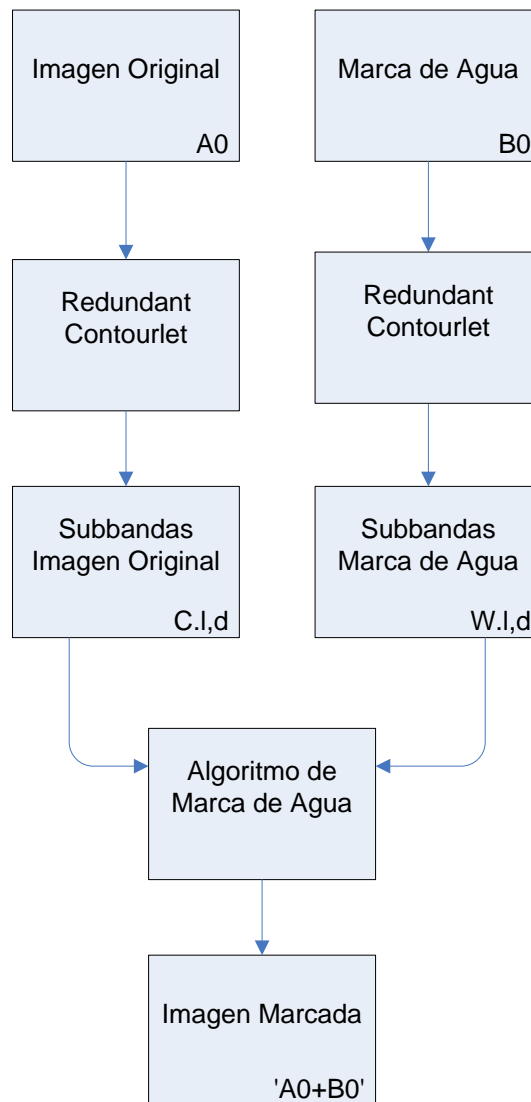 Imagen Original
A0
Marca de Agua
B0
Redundant
Contourlet
Redundant
Contourlet
Subbandas
Imagen Original
C.l,d
Subbandas
Marca de Agua
W.l,d
Algoritmo de
Marca de Agua
Imagen Marcada
'A0+B0'